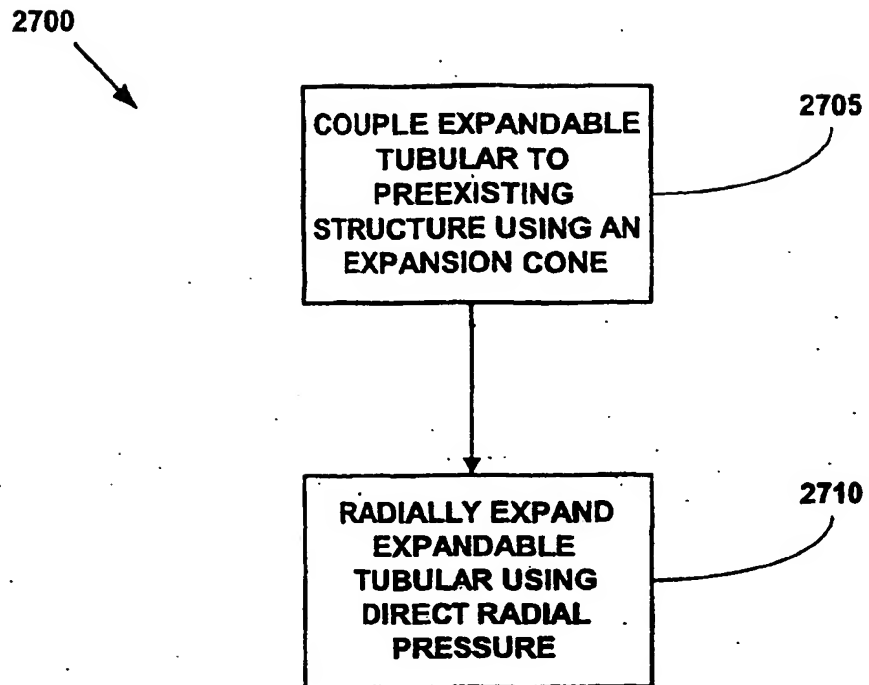 2700
2705
COUPLE EXPANDABLE
TUBULAR TO
PREEXISTING
STRUCTURE USING AN
EXPANSION CONE
2710
RADIALLY EXPAND
EXPANDABLE
TUBULAR USING
DIRECT RADIAL
PRESSURE